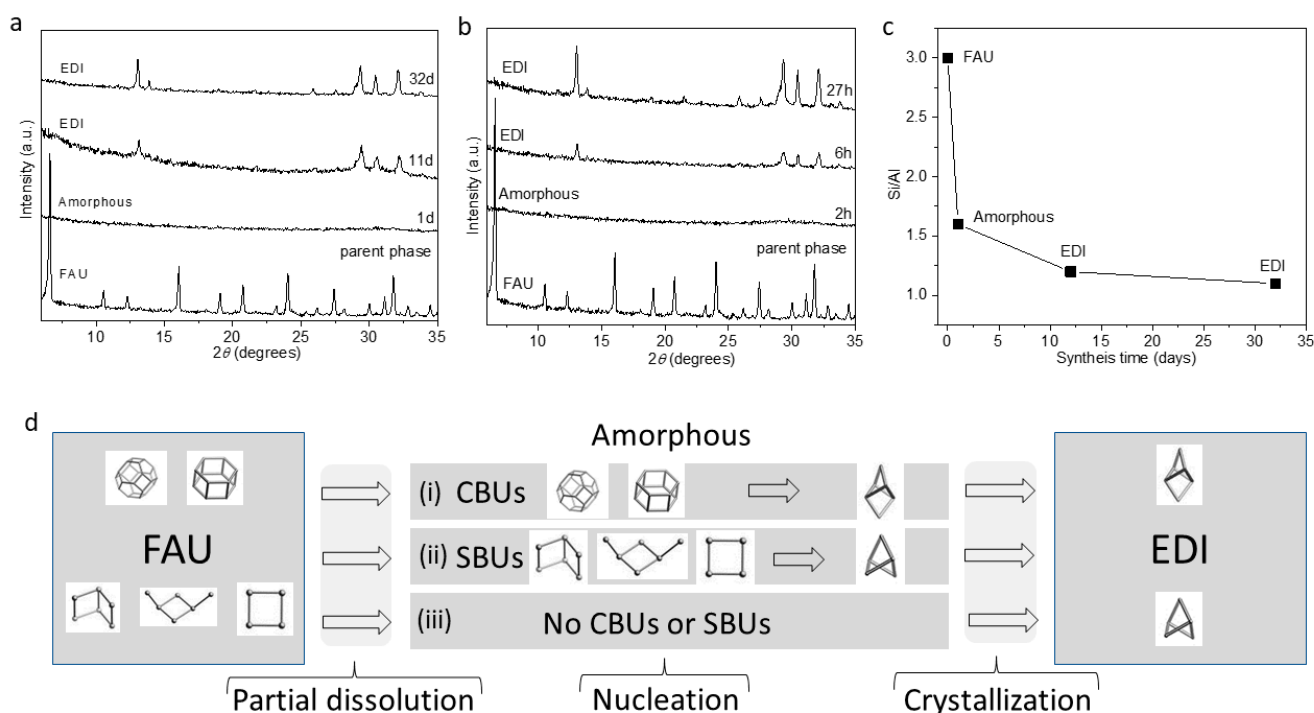 a
Intensity (a.u.)
EDI
32d
EDI
11d
Amorphous
1d
parent phase
FAU
10 15 20 25 30 35
2θ (degrees)
b
Intensity (a.u.)
EDI
27h
EDI
6h
Amorphous
2h
parent phase
FAU
10 15 20 25 30 35
2θ (degrees)
c
Si/Al
3.0
2.5
2.0
1.5
1.0
FAU
Amorphous
EDI
EDI
0 5 10 15 20 25 30 35
Syntheis time (days)
d
Amorphous
FAU
(i) CBUs
(ii) SBUs
(iii) No CBUs or SBUs
EDI
Partial dissolution
Nucleation
Crystallization